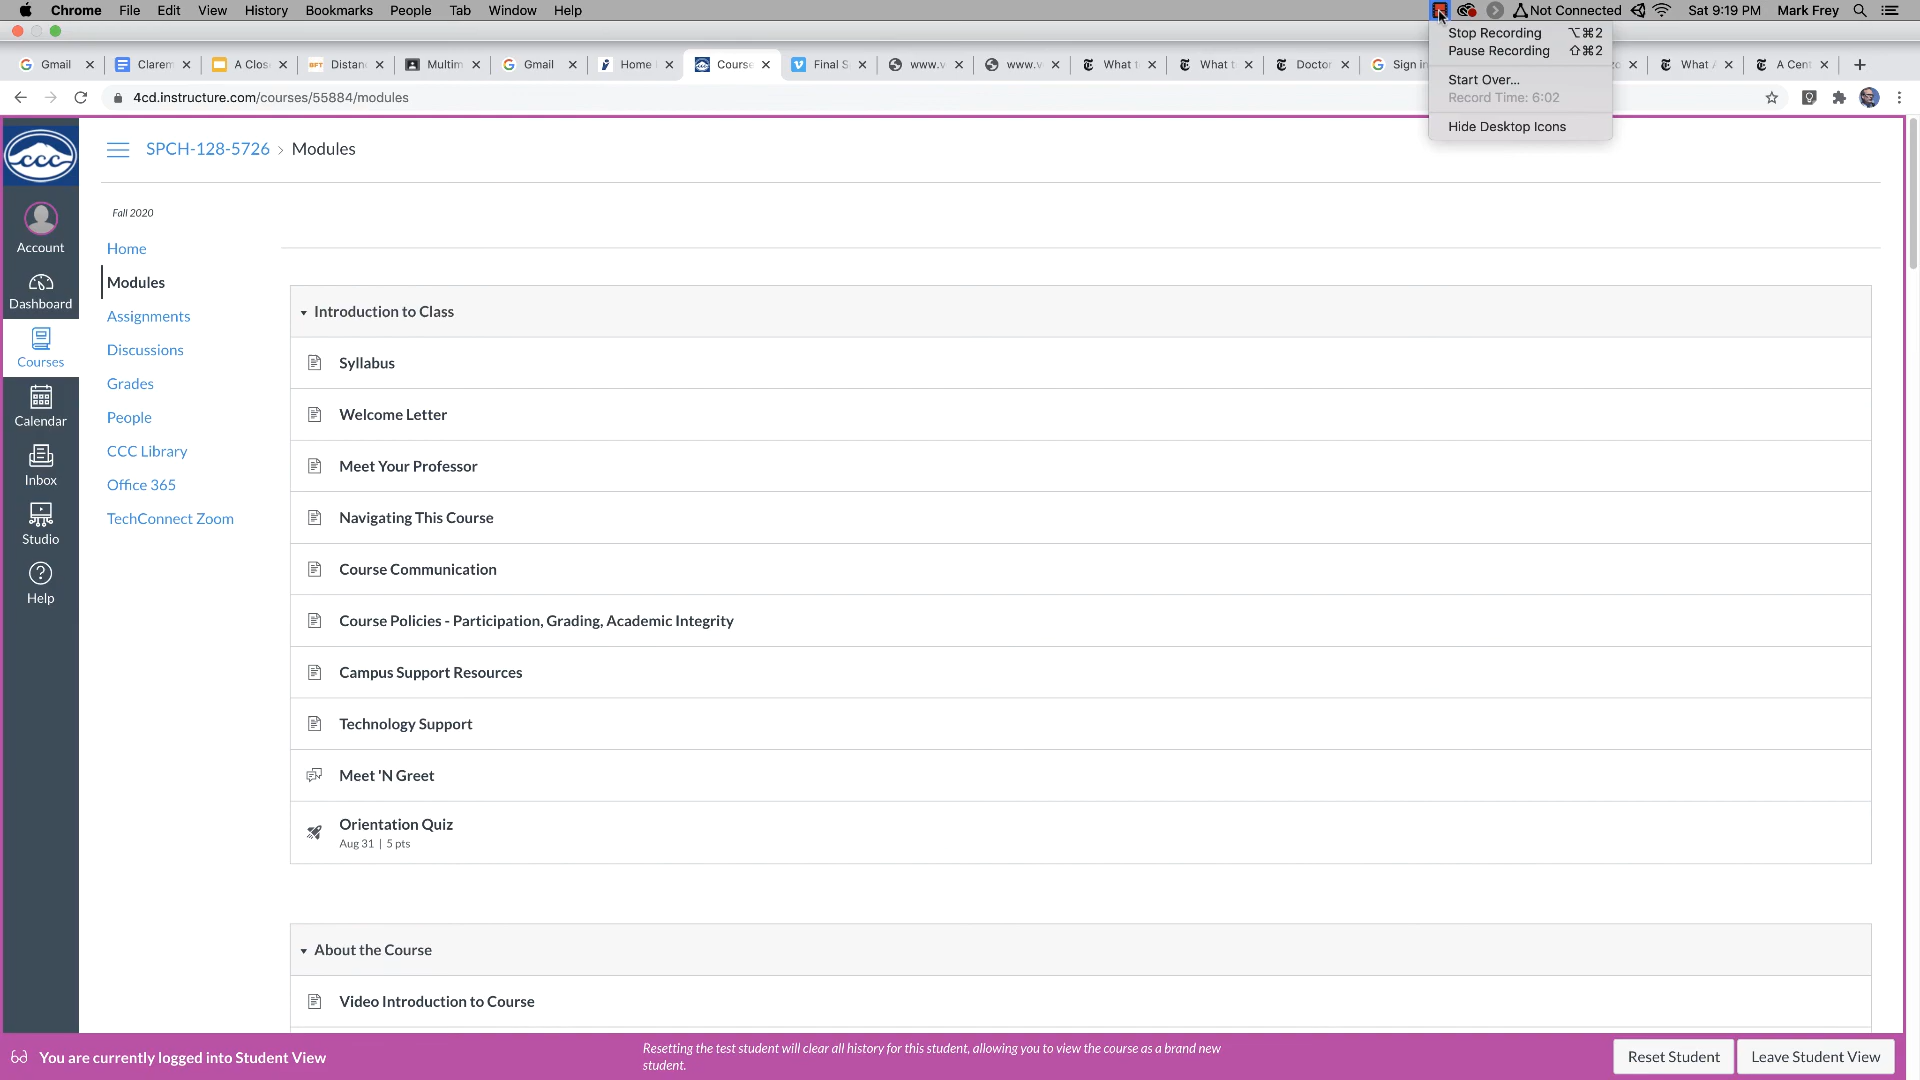 Chrome File Edit View History Bookmarks People Tab Window Help Not Connected Sat 9:19 PM Mark Frey
Stop Recording ⌥⌘2
Pause Recording ⇧⌘2
Start Over...
Record Time: 6:02
Hide Desktop Icons
Gmail Clarem A Clos BFT Distan Multim Gmail Home Course Final S www.v www.v What What Doctor Sign in What A Cent
4cd.instructure.com/courses/55884/modules
CCC
SPCH-128-5726 > Modules
Fall 2020
Account
Dashboard
Courses
Calendar
Inbox
Studio
Help
Home
Modules
Assignments
Discussions
Grades
People
CCC Library
Office 365
TechConnect Zoom
Introduction to Class
Syllabus
Welcome Letter
Meet Your Professor
Navigating This Course
Course Communication
Course Policies - Participation, Grading, Academic Integrity
Campus Support Resources
Technology Support
Meet 'N Greet
Orientation Quiz
Aug 31 | 5 pts
About the Course
Video Introduction to Course
You are currently logged into Student View
Resetting the test student will clear all history for this student, allowing you to view the course as a brand new
student.
Reset Student
Leave Student View